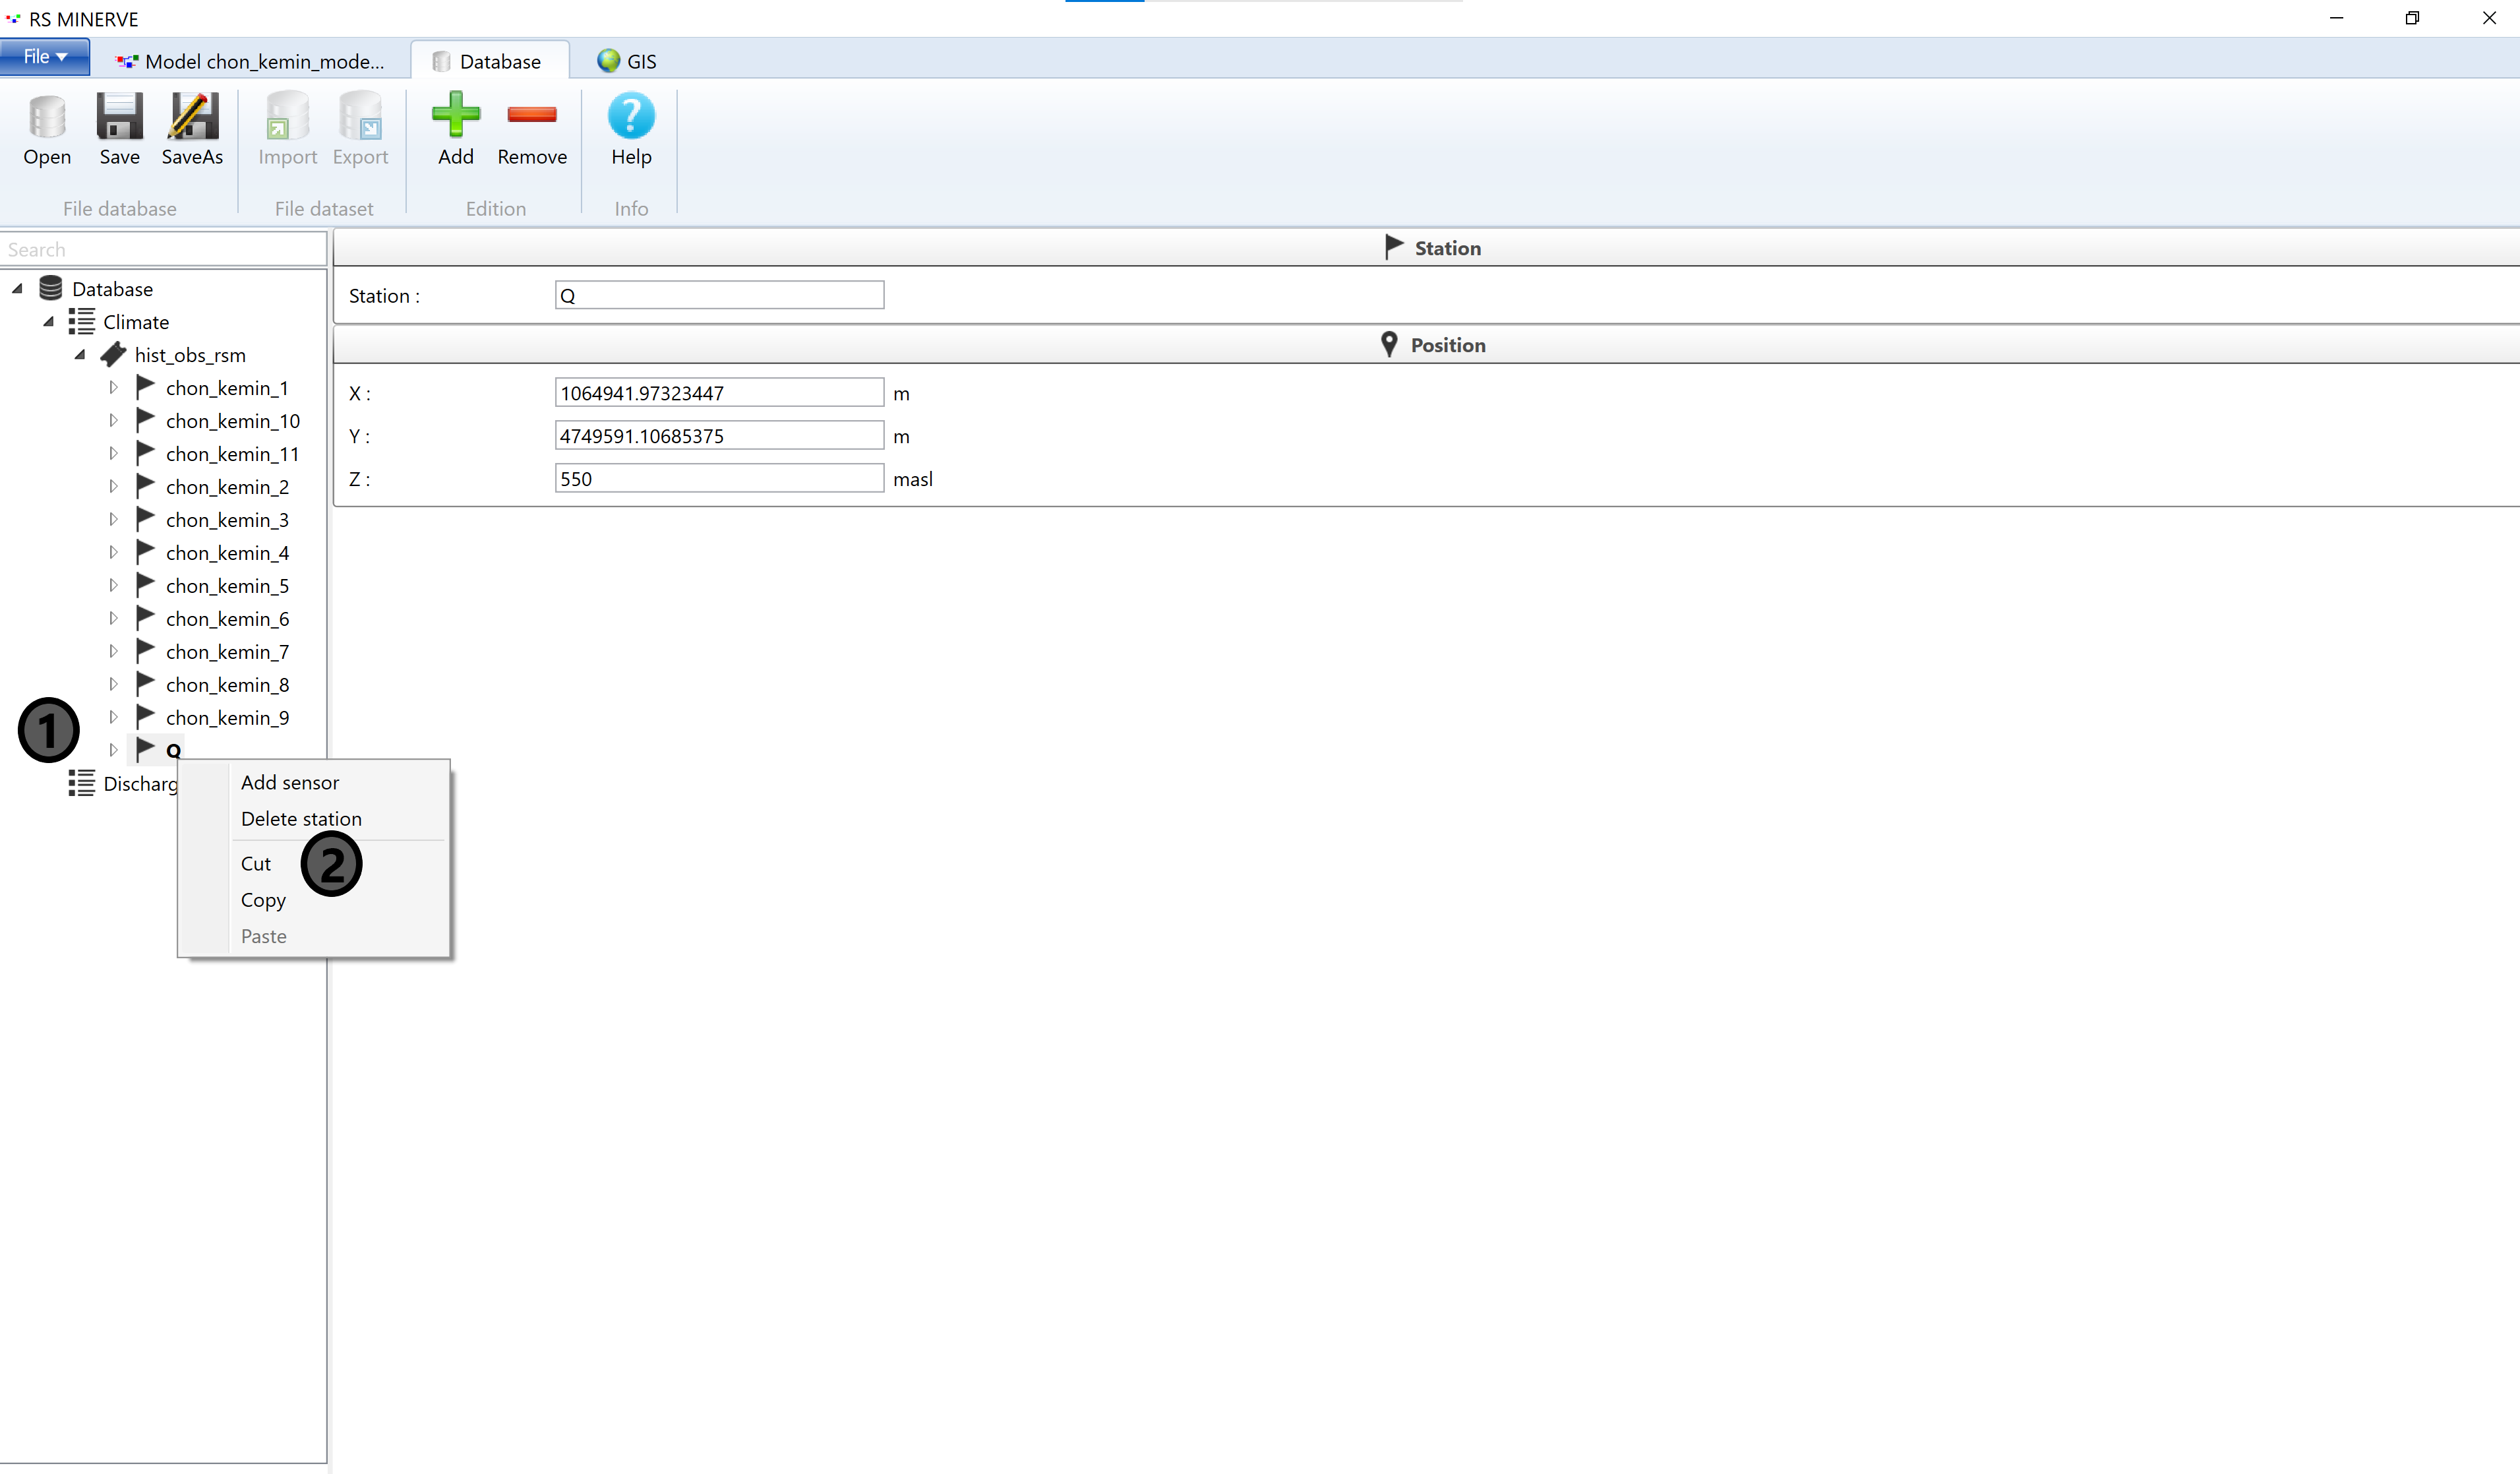 RS MINERVE
File
Model chon_kemin_mode...
Database
GIS
Open
Save
SaveAs
Import
Export
Add
Remove
Help
File database
File dataset
Edition
Info
Search
Station
Database
Station :
Q
Climate
Position
hist_obs_rsm
chon_kemin_1
X :
1064941.97323447
m
chon_kemin_10
Y :
4749591.10685375
m
chon_kemin_11
Z :
550
masl
chon_kemin_2
chon_kemin_3
chon_kemin_4
chon_kemin_5
chon_kemin_6
chon_kemin_7
chon_kemin_8
chon_kemin_9
1
Q
Discharg
Add sensor
Delete station
Cut
2
Copy
Paste